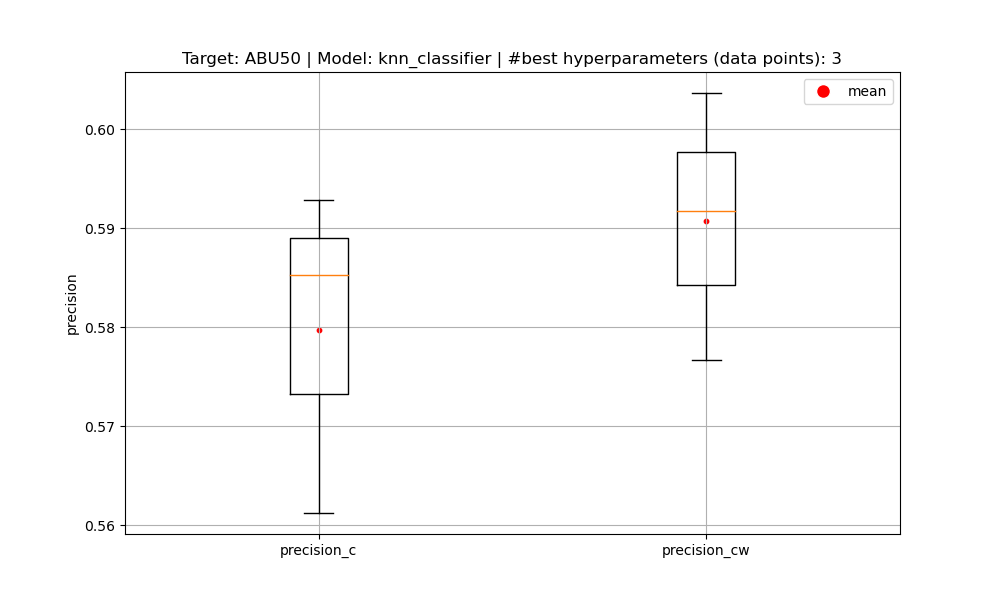 Target: ABU50 | Model: knn_classifier | #best hyperparameters (data points): 3
mean
0.60
0.59
0.58
0.57
0.56
precision
precision_c
precision_cw